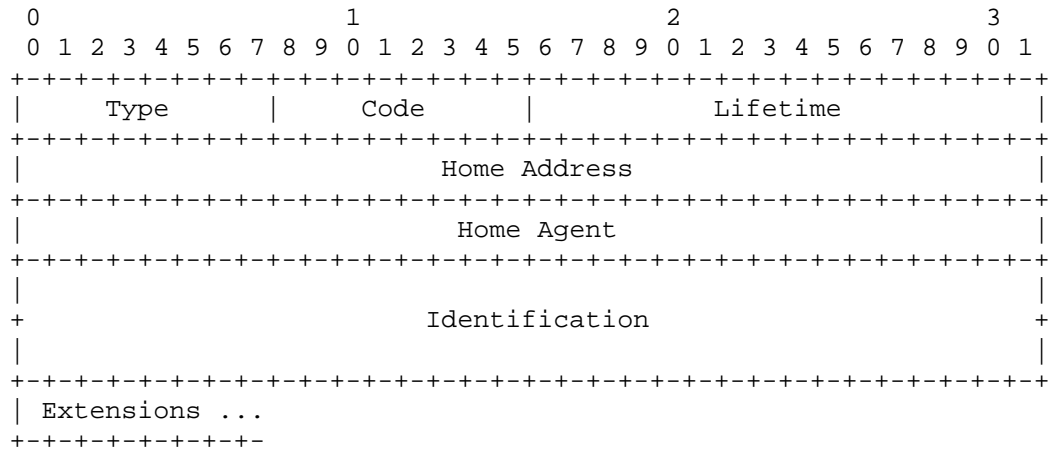 0                   1                   2                   3
 0 1 2 3 4 5 6 7 8 9 0 1 2 3 4 5 6 7 8 9 0 1 2 3 4 5 6 7 8 9 0 1
+-+-+-+-+-+-+-+-+-+-+-+-+-+-+-+-+-+-+-+-+-+-+-+-+-+-+-+-+-+-+-+-+
|     Type      |     Code      |           Lifetime            |
+-+-+-+-+-+-+-+-+-+-+-+-+-+-+-+-+-+-+-+-+-+-+-+-+-+-+-+-+-+-+-+-+
|                          Home Address                         |
+-+-+-+-+-+-+-+-+-+-+-+-+-+-+-+-+-+-+-+-+-+-+-+-+-+-+-+-+-+-+-+-+
|                           Home Agent                          |
+-+-+-+-+-+-+-+-+-+-+-+-+-+-+-+-+-+-+-+-+-+-+-+-+-+-+-+-+-+-+-+-+
|                                                               |
+                         Identification                        +
|                                                               |
+-+-+-+-+-+-+-+-+-+-+-+-+-+-+-+-+-+-+-+-+-+-+-+-+-+-+-+-+-+-+-+-+
| Extensions ...
+-+-+-+-+-+-+-+-